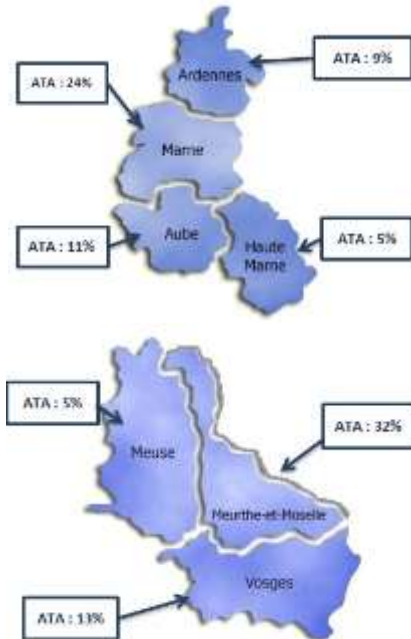 ATA : 9%
Ardennes
ATA : 24%
Marne
ATA : 11%
Aube
Haute
Marne
ATA : 5%
ATA : 5%
Meuse
ATA : 32%
Meurthe-et-Moselle
Vosges
ATA : 13%